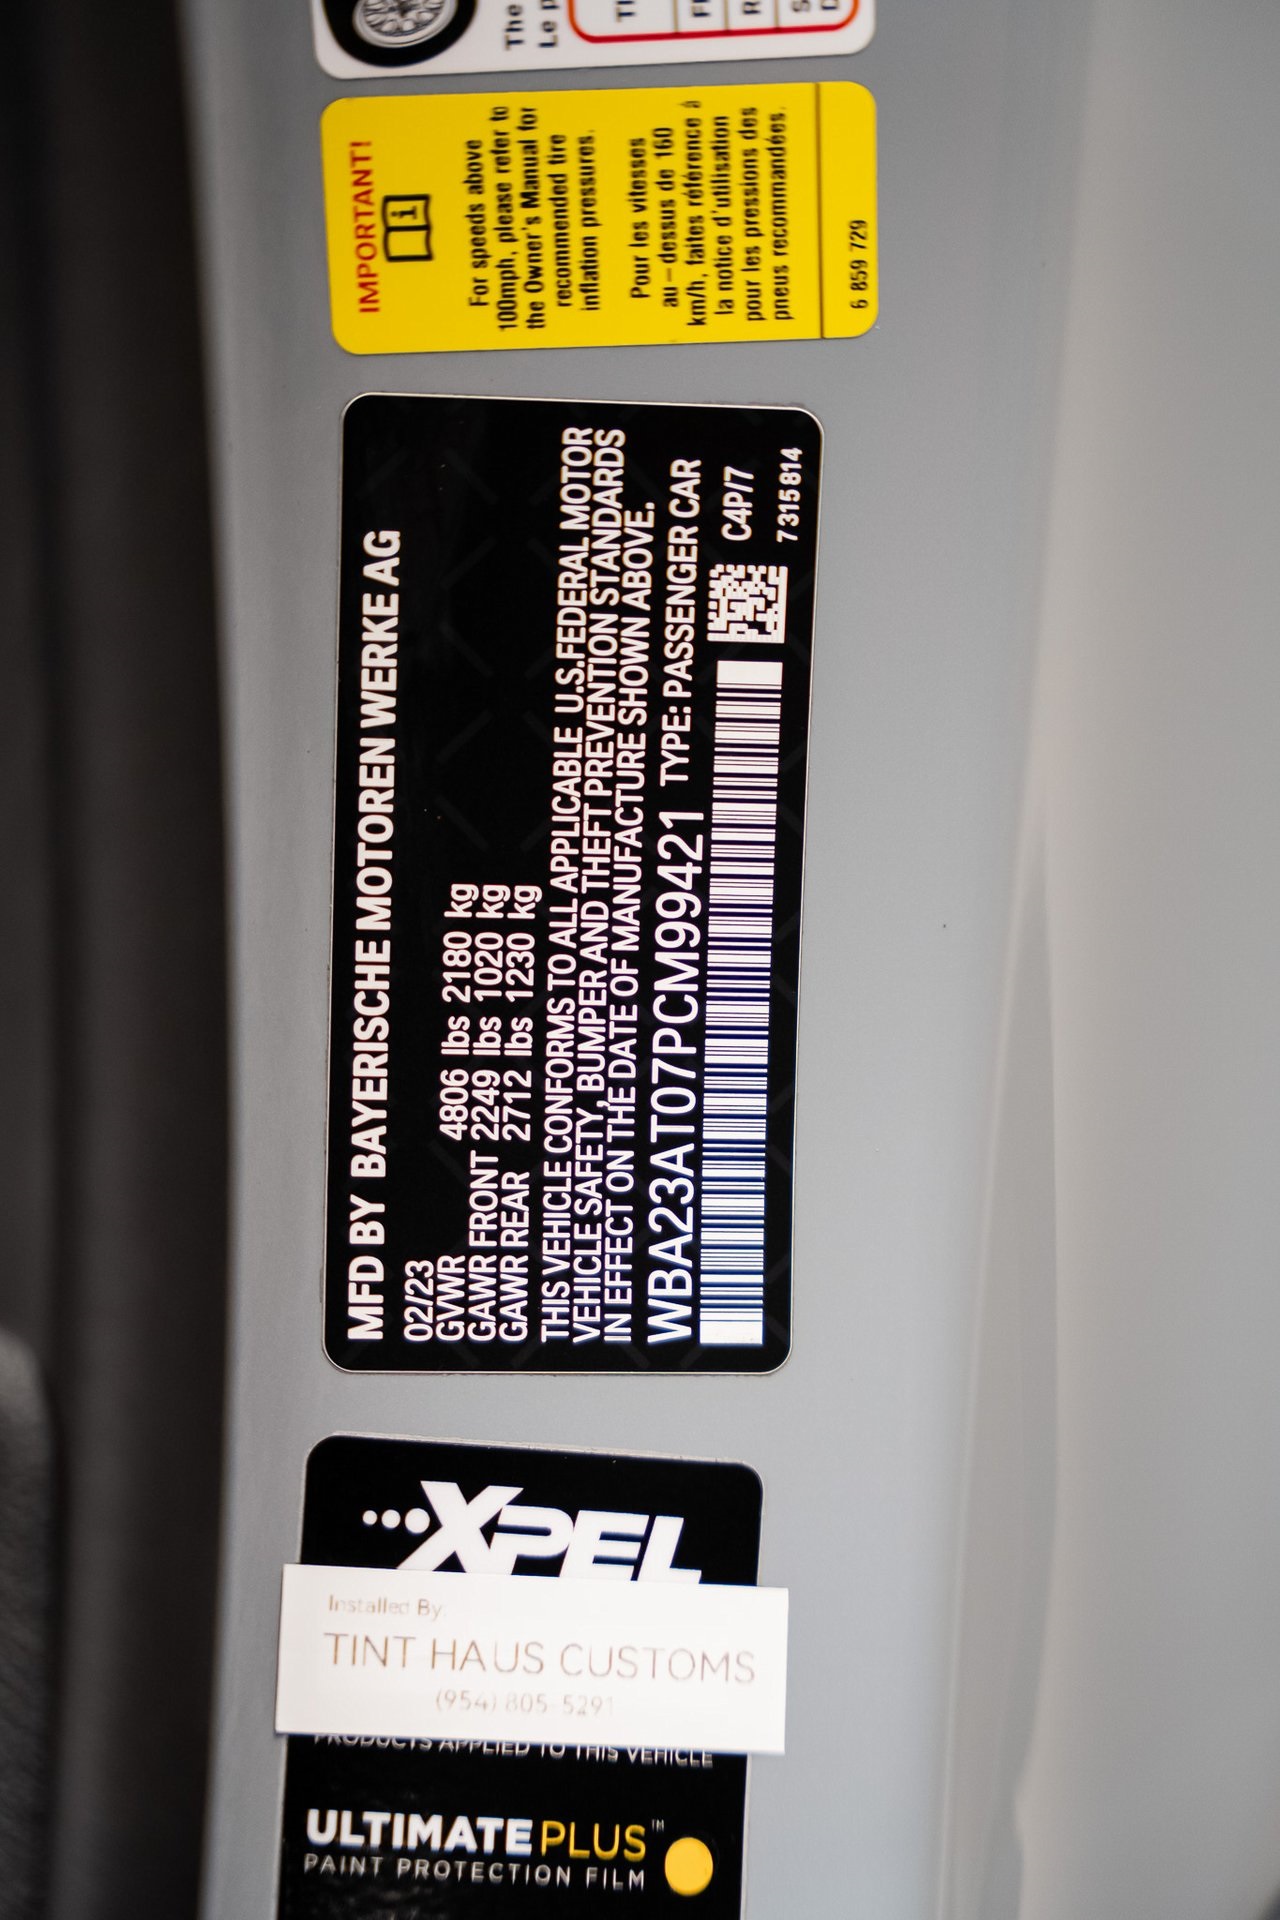 The
Le p
IMPORTANT!
For speeds above
100mph, please refer to
the Owner's Manual for
recommended tire
inflation pressures.
Pour les vitesses
au-dessus de 160
km/h, faites référence à
la notice d'utilisation
pour les pressions des
pneus recommandées.
6 859 729
MFD BY BAYERISCHE MOTOREN WERKE AG
02/23
GVWR 4806 lbs 2180 kg
GAWR FRONT 2249 lbs 1020 kg
GAWR REAR 2712 lbs 1230 kg
THIS VEHICLE CONFORMS TO ALL APPLICABLE U.S.FEDERAL MOTOR
VEHICLE SAFETY, BUMPER AND THEFT PREVENTION STANDARDS
IN EFFECT ON THE DATE OF MANUFACTURE SHOWN ABOVE.
WBA23AT07PCM99421 TYPE: PASSENGER CAR
C4P/7
7 315 814
XPEL
Installed By:
TINT HAUS CUSTOMS
(954) 805-5291
PRODUCTS APPLIED TO THIS VEHICLE
ULTIMATE PLUS™
PAINT PROTECTION FILM